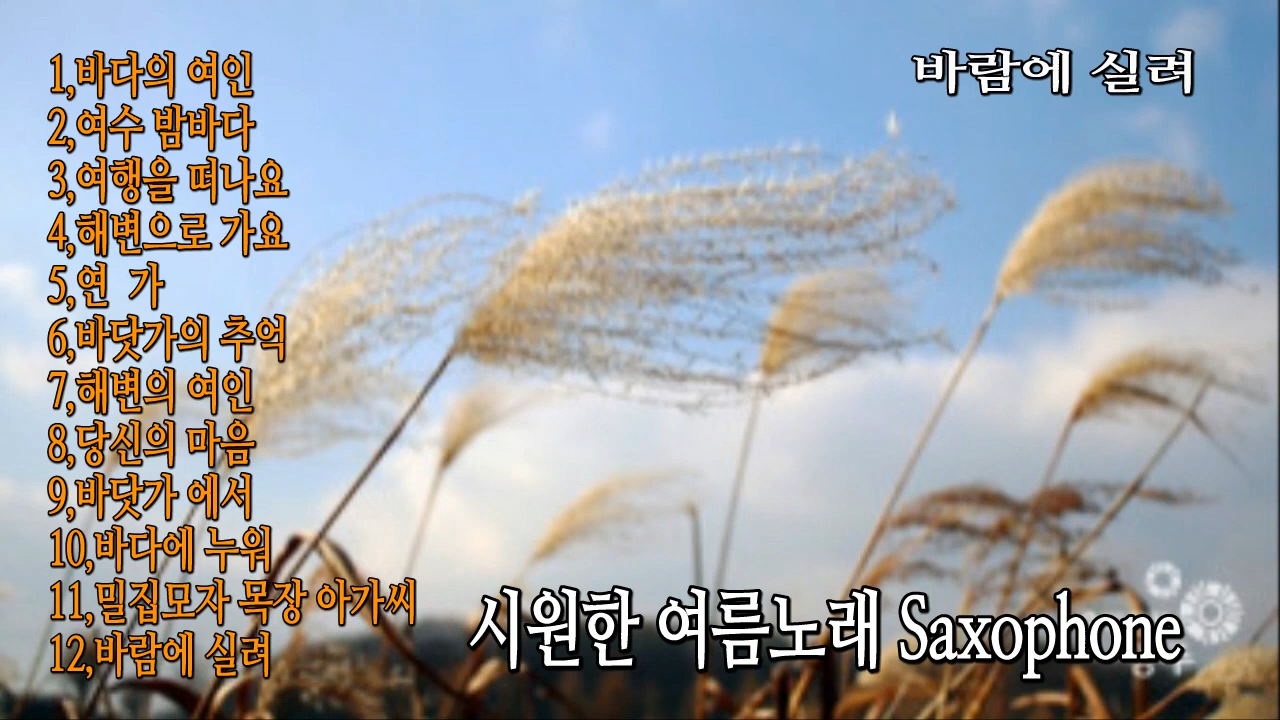 1,바다의 여인
2,여수 밤바다
3,여행을 떠나요
4,해변으로 가요
5,연 가
6,바닷가의 추억
7,해변의 여인
8,당신의 마음
9,바닷가 에서
10,바다에 누워
11,밀집모자 목장 아가씨
12,바람에 실려
바람에 실려
시원한 여름노래 Saxophone